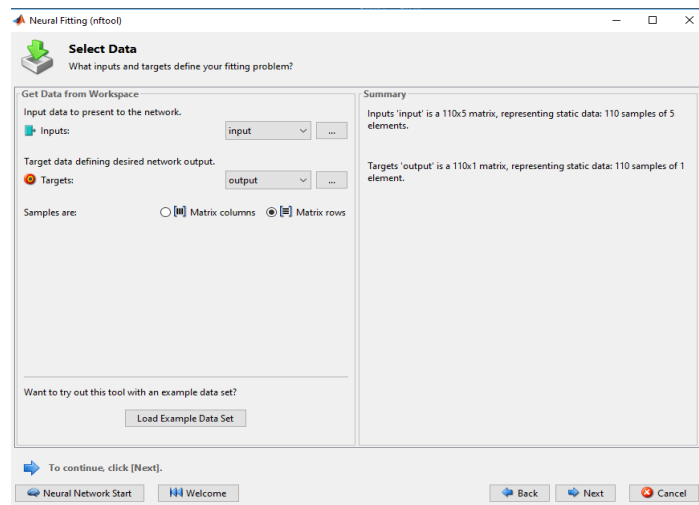 Neural Fitting (nftool)
Select Data
What inputs and targets define your fitting problem?
Get Data from Workspace
Input data to present to the network.
Inputs: input ...
Target data defining desired network output.
Targets: output ...
Samples are: Matrix columns Matrix rows
Want to try out this tool with an example data set?
Load Example Data Set
Summary
Inputs 'input' is a 110x5 matrix, representing static data: 110 samples of 5
elements.
Targets 'output' is a 110x1 matrix, representing static data: 110 samples of 1
element.
To continue, click [Next].
Neural Network Start Welcome Back Next Cancel